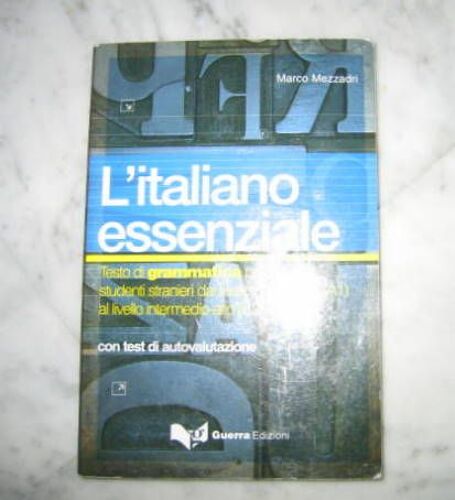 Marco Mezzadri
L'italiano
essenziale
Testo di grammatica
studenti stranieri dal
al livello intermedio
con test di autovalutazione
Guerra Edizioni